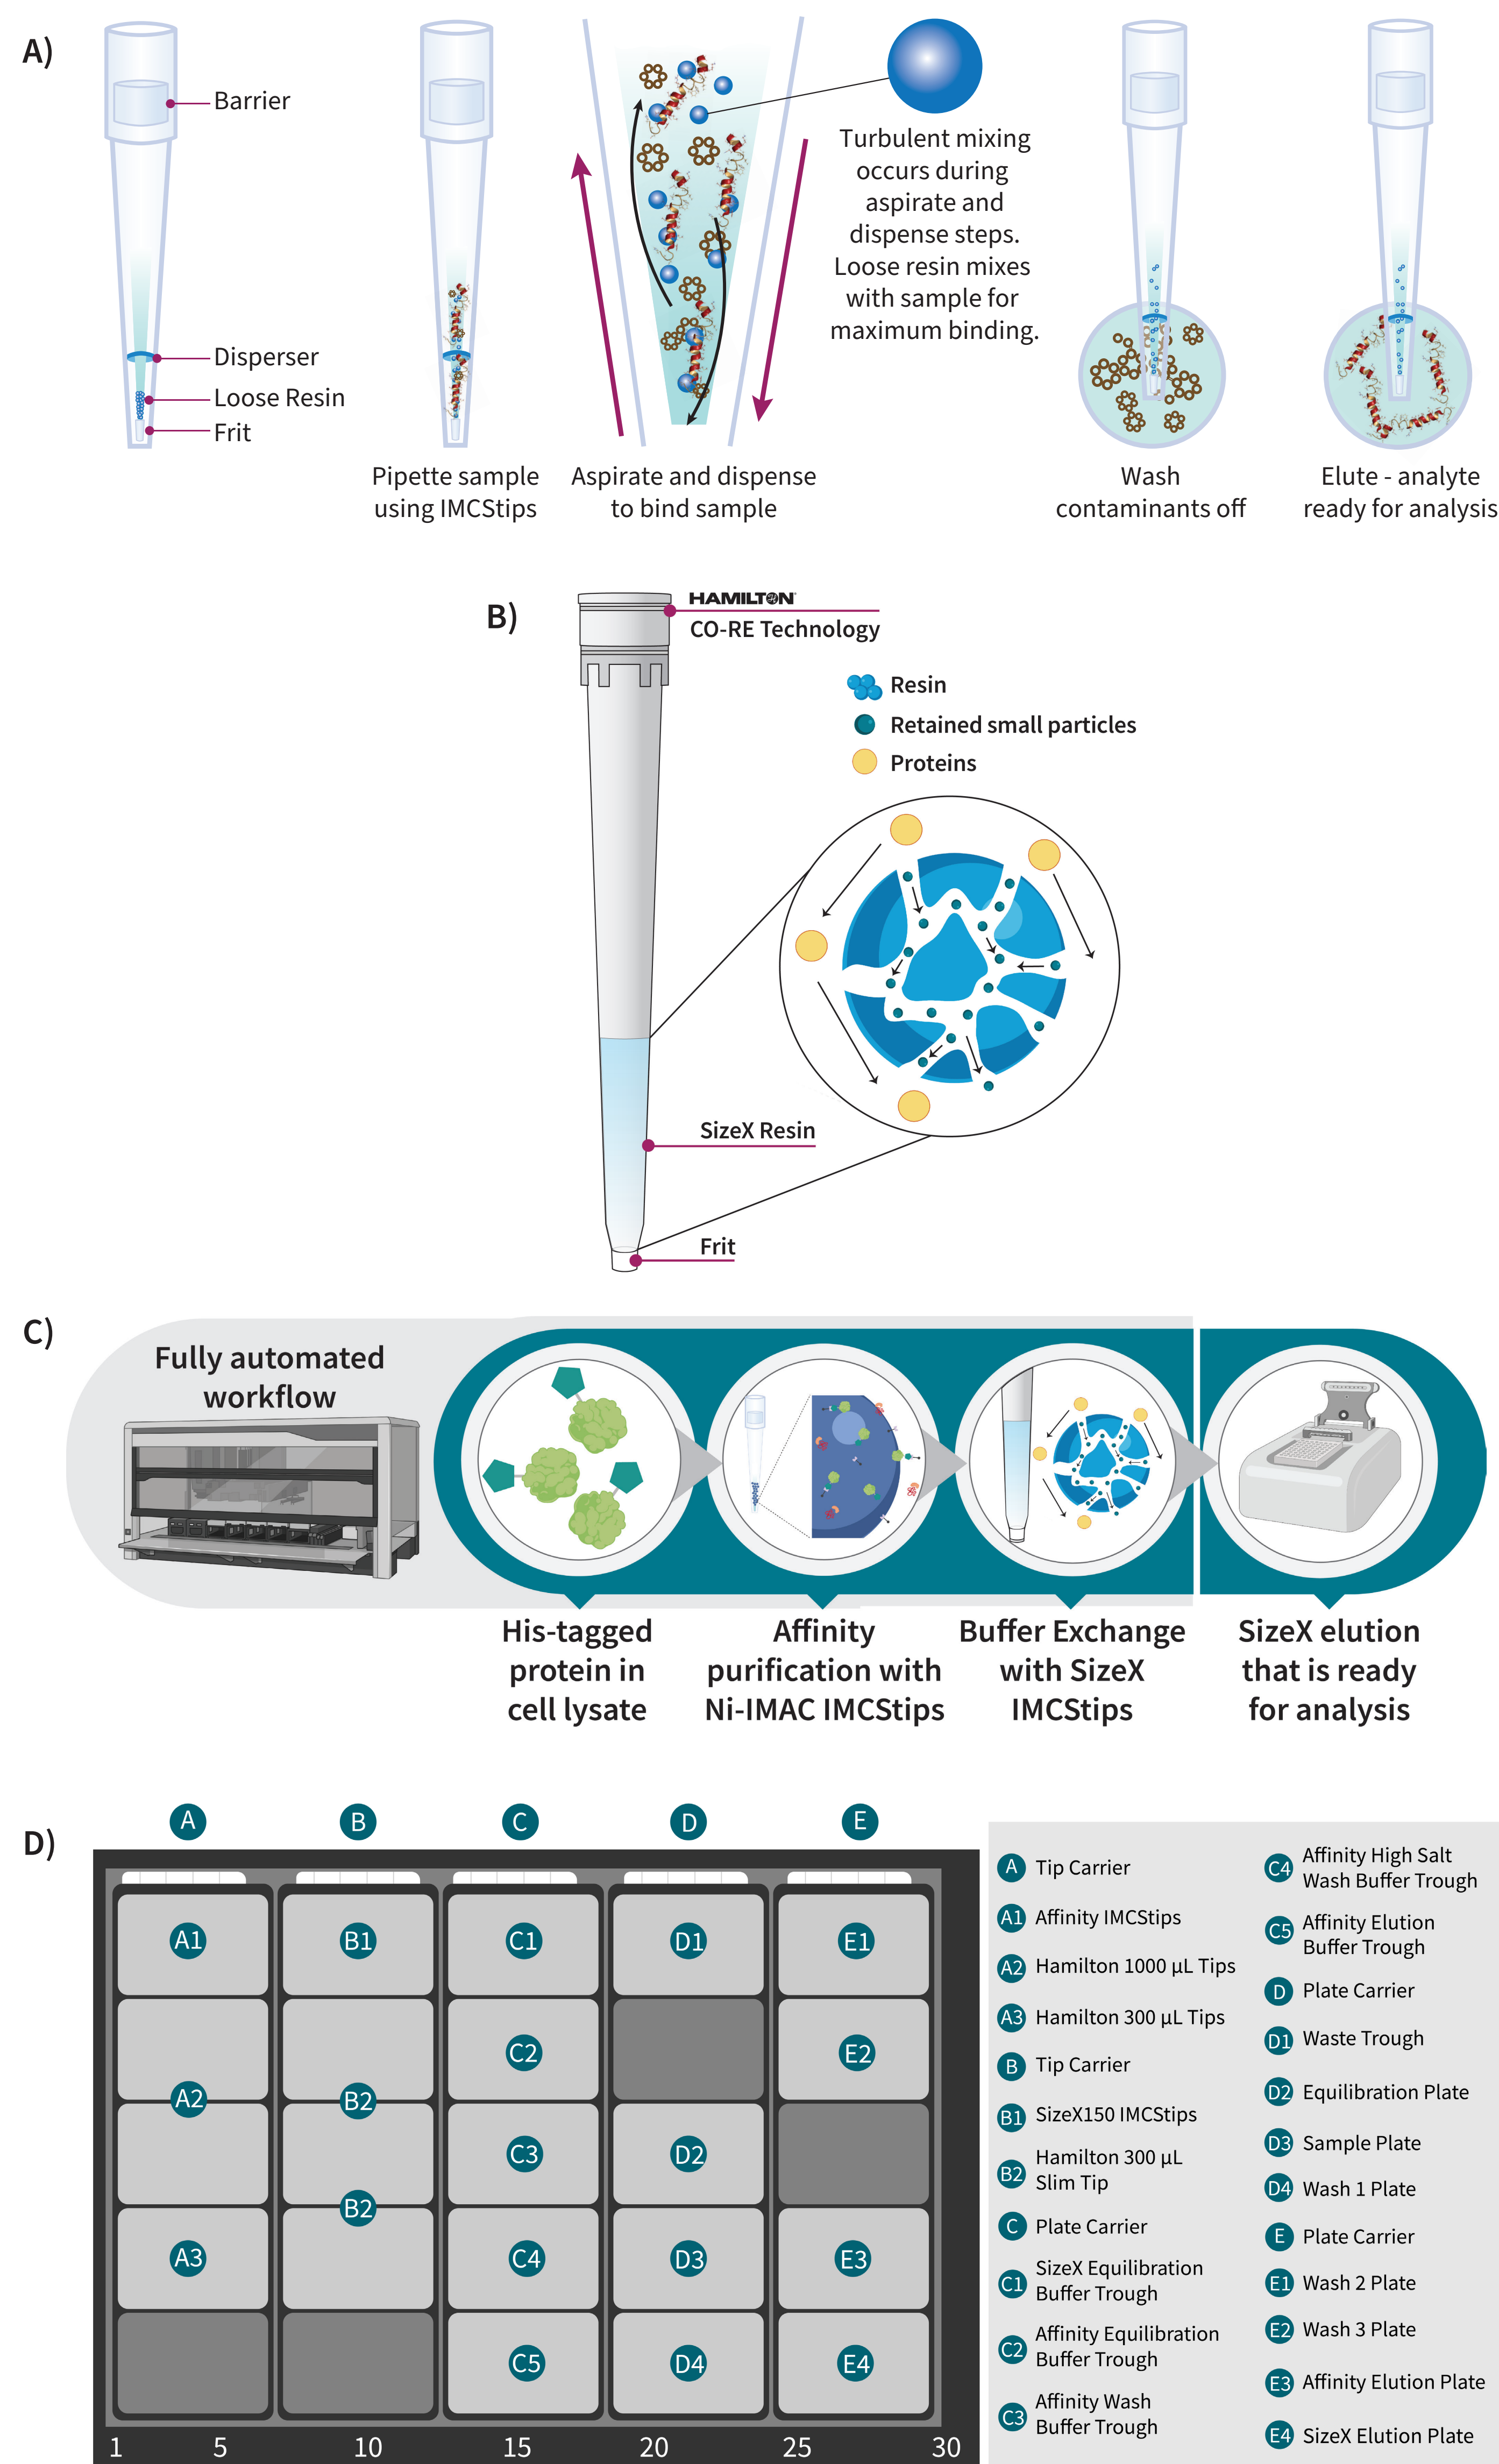 A)
Barrier
Disperser
Loose Resin
Frit
Pipette sample
using IMCStips
Aspirate and dispense
to bind sample
Turbulent mixing
occurs during
aspirate and
dispense steps.
Loose resin mixes
with sample for
maximum binding.
Wash
contaminants off
Elute - analyte
ready for analysis
B)
HAMILTON
CO-RE Technology
Resin
Retained small particles
Proteins
SizeX Resin
Frit
C)
Fully automated
workflow
His-tagged
protein in
cell lysate
Affinity
purification with
Ni-IMAC IMCStips
Buffer Exchange
with SizeX
IMCStips
SizeX elution
that is ready
for analysis
D)
A B C D E
A1 B1 C1 D1 E1
C2 E2
A2 B2
C3 D2
B2
A3 C4 D3 E3
C5 D4 E4
1 5 10 15 20 25 30
A Tip Carrier
A1 Affinity IMCStips
A2 Hamilton 1000 µL Tips
A3 Hamilton 300 µL Tips
B Tip Carrier
B1 SizeX150 IMCStips
B2 Hamilton 300 µL
Slim Tip
C Plate Carrier
C1 SizeX Equilibration
Buffer Trough
C2 Affinity Equilibration
Buffer Trough
C3 Affinity Wash
Buffer Trough
C4 Affinity High Salt
Wash Buffer Trough
C5 Affinity Elution
Buffer Trough
D Plate Carrier
D1 Waste Trough
D2 Equilibration Plate
D3 Sample Plate
D4 Wash 1 Plate
E Plate Carrier
E1 Wash 2 Plate
E2 Wash 3 Plate
E3 Affinity Elution Plate
E4 SizeX Elution Plate